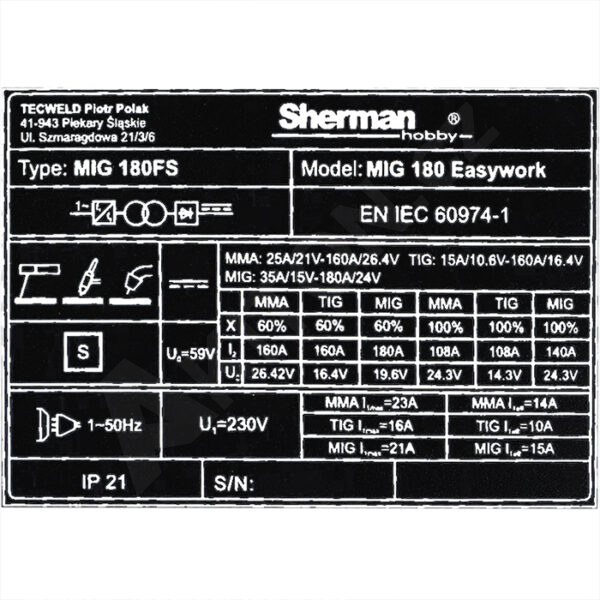 TECWELD Piotr Polak
41-943 Piekary Śląskie
Ul. Szmaragdowa 21/3/6
Sherman ®
hobby
Type: MIG 180FS
Model: MIG 180 Easywork
1~
EN IEC 60974-1
MMA: 25A/21V-160A/26.4V TIG: 15A/10.6V-160A/16.4V
MIG: 35A/15V-180A/24V
MMA TIG MIG MMA TIG MIG
X 60% 60% 60% 100% 100% 100%
I₂ 160A 160A 180A 108A 108A 140A
U₂ 26.42V 16.4V 19.6V 24.3V 14.3V 24.3V
S
U₀=59V
1~50Hz
U₁=230V
MMA I₁max=23A MMA I₁eff=14A
TIG I₁max=16A TIG I₁eff=10A
MIG I₁max=21A MIG I₁eff=15A
IP 21
S/N: